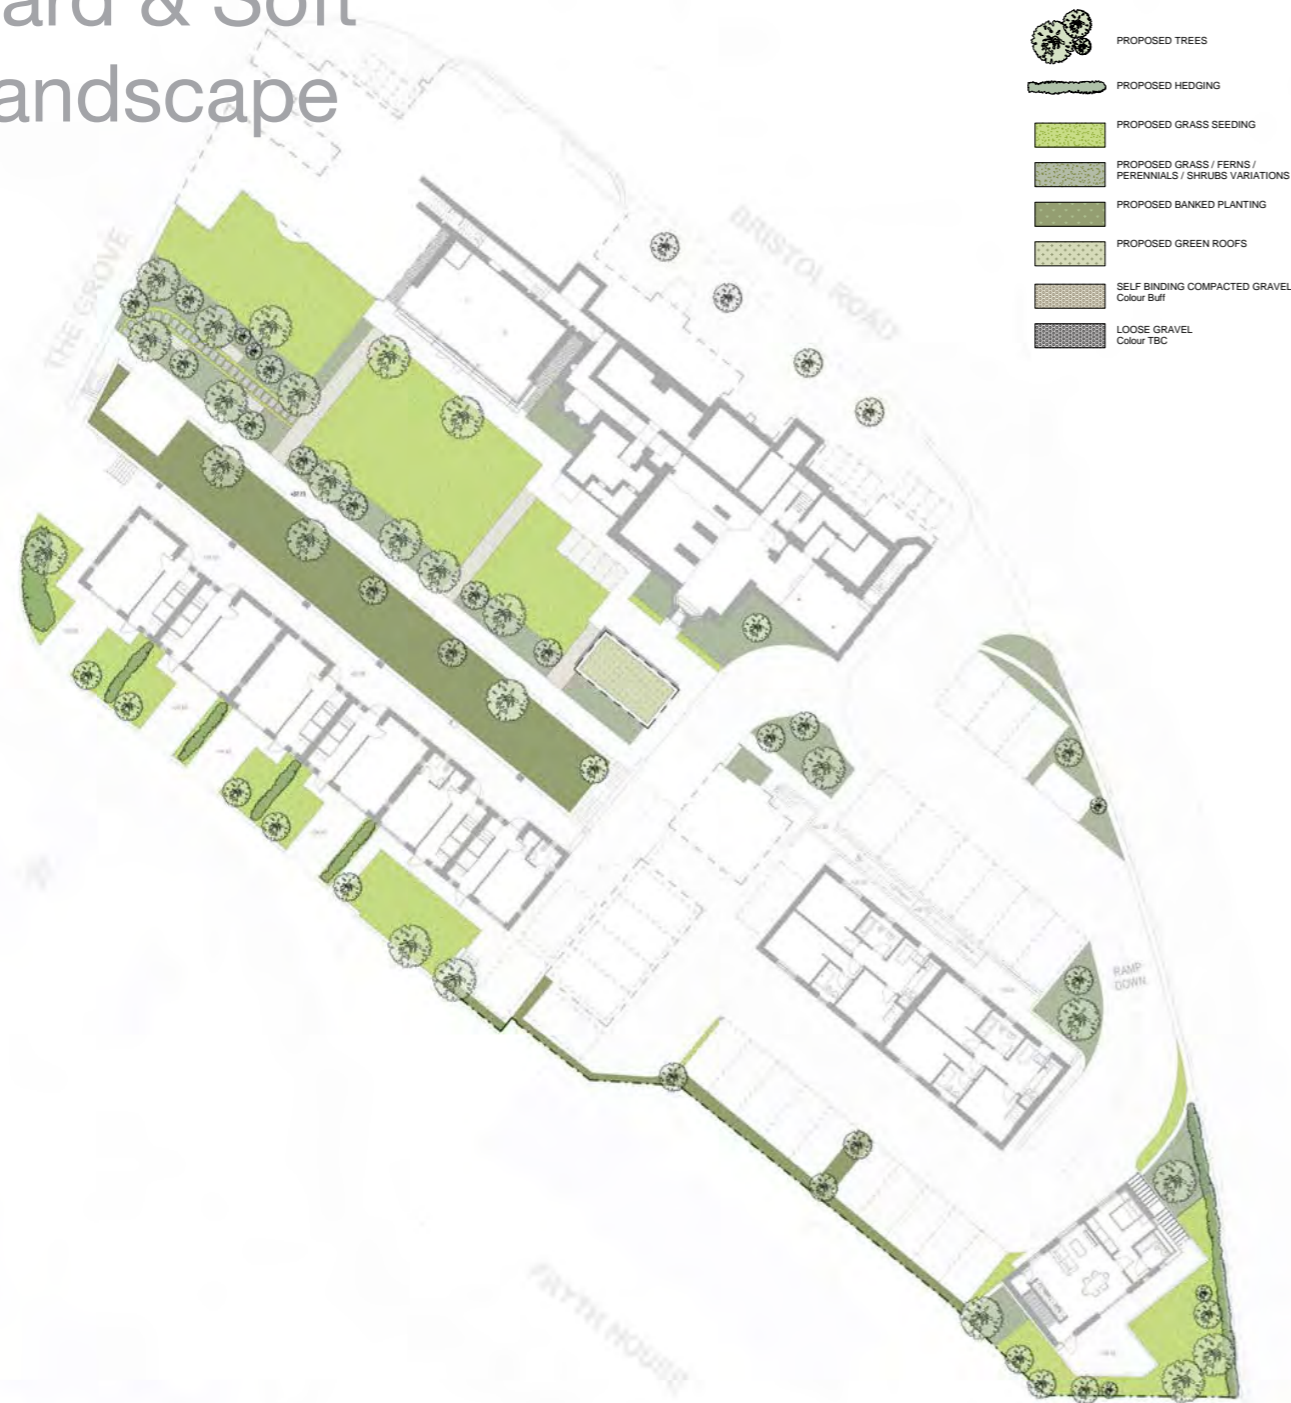 ard & Soft
andscape
PROPOSED TREES
PROPOSED HEDGING
PROPOSED GRASS SEEDING
PROPOSED GRASS / FERNS /
PERENNIALS / SHRUBS VARIATIONS
PROPOSED BANKED PLANTING
PROPOSED GREEN ROOFS
SELF BINDING COMPACTED GRAVEL
Colour Buff
LOOSE GRAVEL
Colour TBC
BRISTOL ROAD
THE GROVE
RAMP
DOWN
FRYTH HOUSE